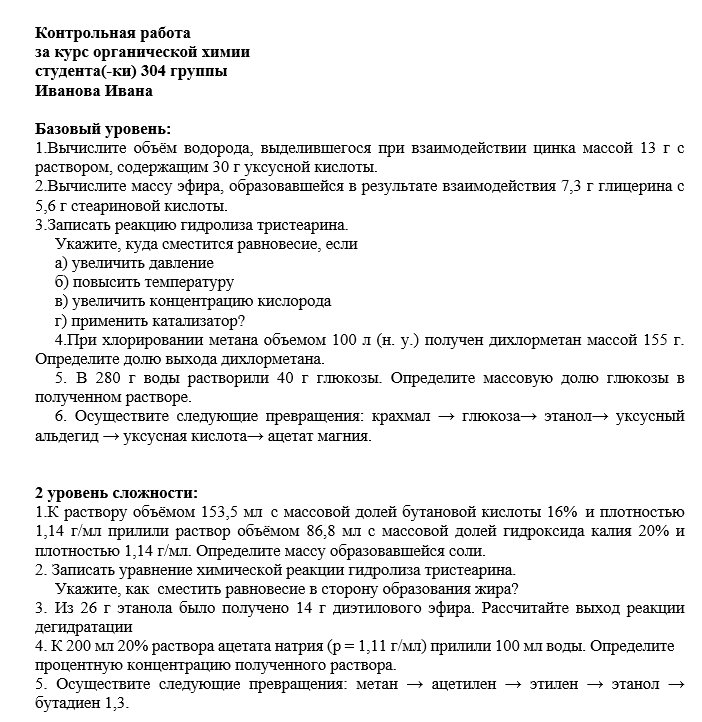 Контрольная работа
за курс органической химии
студента(-ки) 304 группы
Иванова Ивана
Базовый уровень:
1.Вычислите объём водорода, выделившегося при взаимодействии цинка массой 13 г с
раствором, содержащим 30 г уксусной кислоты.
2.Вычислите массу эфира, образовавшейся в результате взаимодействия 7,3 г глицерина с
5,6 г стеариновой кислоты.
3.Записать реакцию гидролиза тристеарина.
Укажите, куда сместится равновесие, если
а) увеличить давление
б) повысить температуру
в) увеличить концентрацию кислорода
г) применить катализатор?
4.При хлорировании метана объемом 100 л (н. у.) получен дихлорметан массой 155 г.
Определите долю выхода дихлорметана.
5. В 280 г воды растворили 40 г глюкозы. Определите массовую долю глюкозы в
полученном растворе.
6. Осуществите следующие превращения: крахмал → глюкоза→ этанол→ уксусный
альдегид → уксусная кислота→ ацетат магния.
2 уровень сложности:
1.К раствору объёмом 153,5 мл с массовой долей бутановой кислоты 16% и плотностью
1,14 г/мл прилили раствор объёмом 86,8 мл с массовой долей гидроксида калия 20% и
плотностью 1,14 г/мл. Определите массу образовавшейся соли.
2. Записать уравнение химической реакции гидролиза тристеарина.
Укажите, как сместить равновесие в сторону образования жира?
3. Из 26 г этанола было получено 14 г диэтилового эфира. Рассчитайте выход реакции
дегидратации
4. К 200 мл 20% раствора ацетата натрия (р = 1,11 г/мл) прилили 100 мл воды. Определите
процентную концентрацию полученного раствора.
5. Осуществите следующие превращения: метан → ацетилен → этилен → этанол →
бутадиен 1,3.